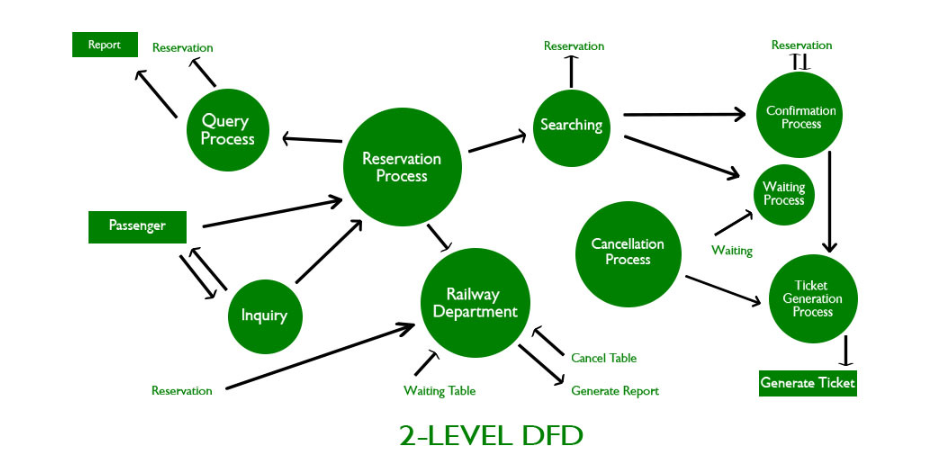 Report
Reservation
Reservation
Reservation
Query
Process
Searching
Confirmation
Process
Reservation
Process
Waiting
Process
Passenger
Cancellation
Process
Waiting
Inquiry
Railway
Department
Ticket
Generation
Process
Cancel Table
Reservation
Waiting Table
Generate Report
Generate Ticket
2-LEVEL DFD